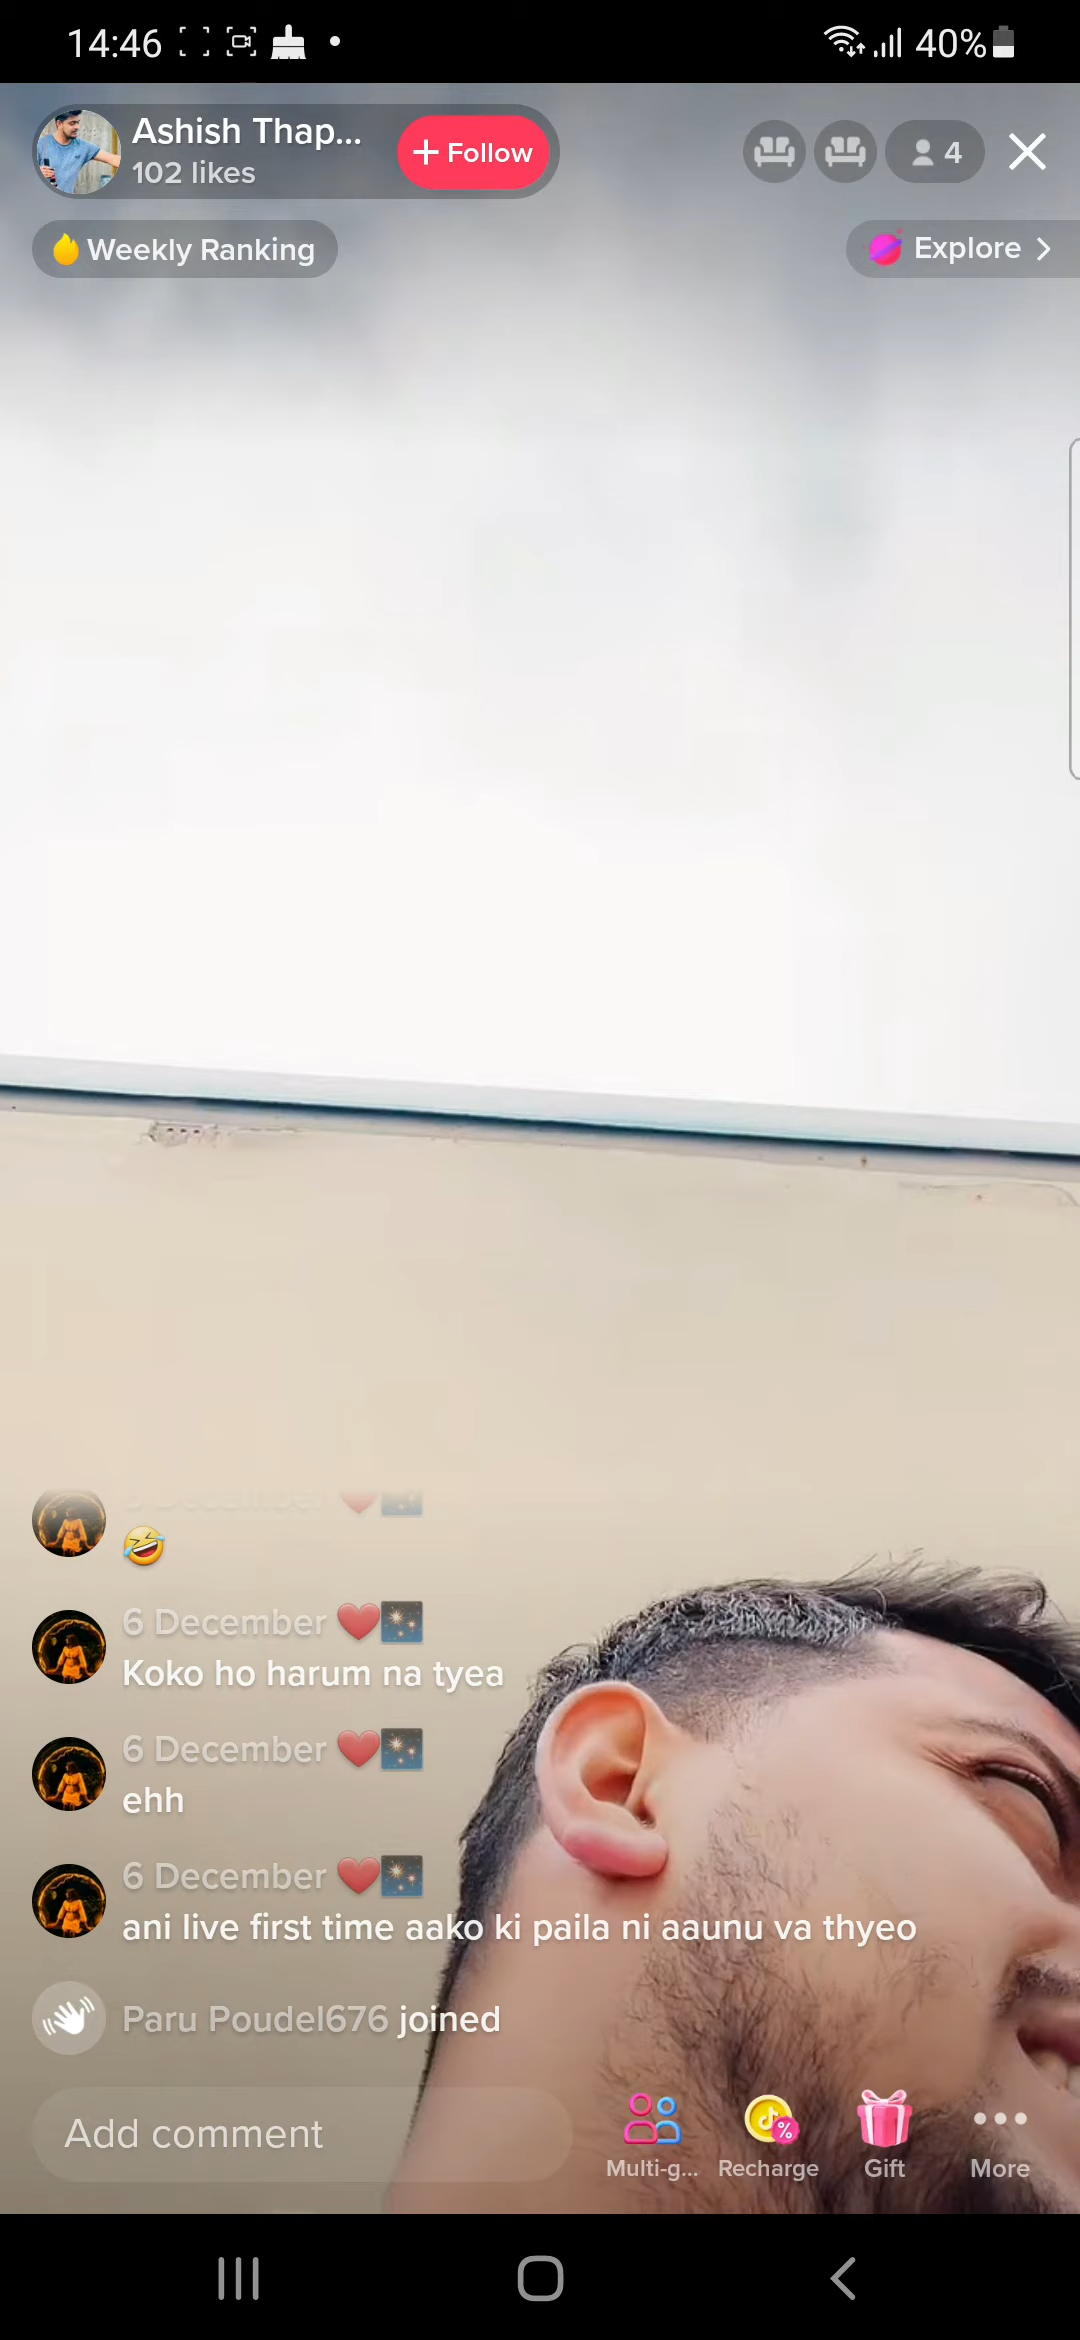 14:46
40%
Ashish Thap...
102 likes
+ Follow
4
Weekly Ranking
Explore
6 December ❤️🎇
🤣
6 December ❤️🎇
Koko ho harum na tyea
6 December ❤️🎇
ehh
6 December ❤️🎇
ani live first time aako ki paila ni aaunu va thyeo
Paru Poudel676 joined
Add comment
Multi-g...
Recharge
Gift
More